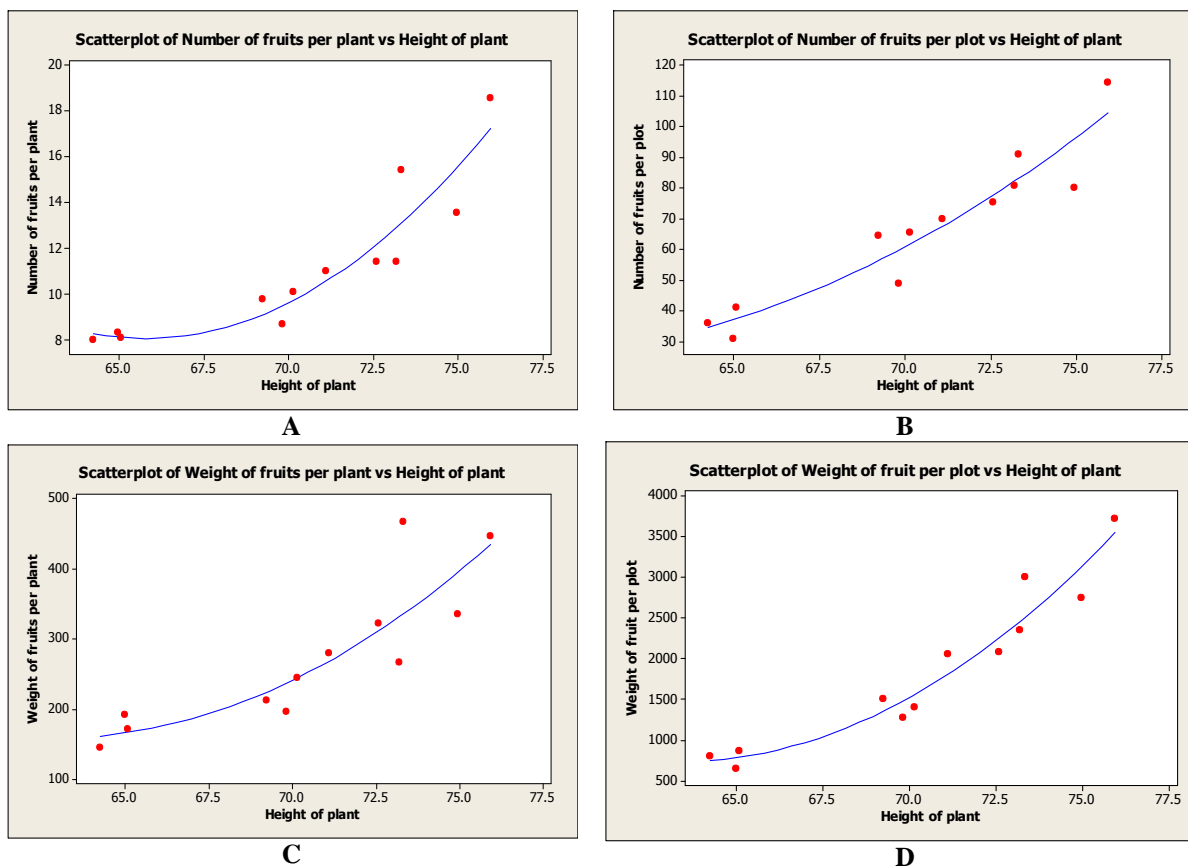 Scatterplot of Number of fruits per plant vs Height of plant
Number of fruits per plant
20
18
16
14
12
10
8
65.0 67.5 70.0 72.5 75.0 77.5
Height of plant
A
Scatterplot of Number of fruits per plot vs Height of plant
Number of fruits per plot
120
110
100
90
80
70
60
50
40
30
65.0 67.5 70.0 72.5 75.0 77.5
Height of plant
B
Scatterplot of Weight of fruits per plant vs Height of plant
Weight of fruits per plant
500
400
300
200
100
65.0 67.5 70.0 72.5 75.0 77.5
Height of plant
C
Scatterplot of Weight of fruit per plot vs Height of plant
Weight of fruit per plot
4000
3500
3000
2500
2000
1500
1000
500
65.0 67.5 70.0 72.5 75.0 77.5
Height of plant
D